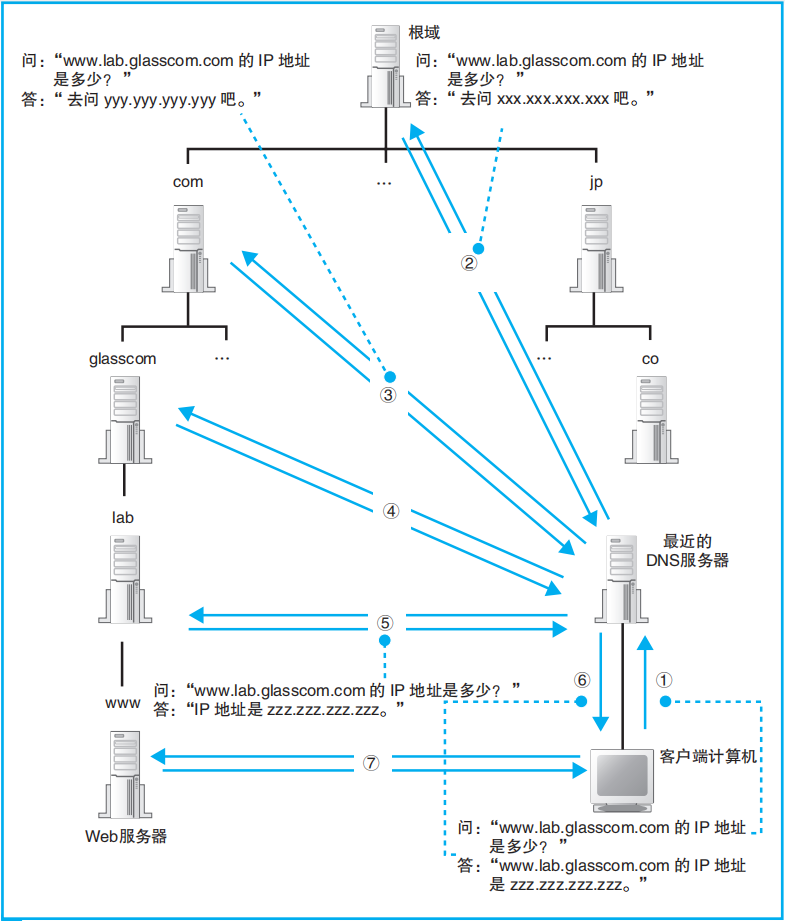 根域
问：“www.lab.glasscom.com 的 IP 地址
是多少？”
答：“去问 yyy.yyy.yyy.yyy 吧。”
问：“www.lab.glasscom.com 的 IP 地址
是多少？”
答：“去问 xxx.xxx.xxx.xxx 吧。”
com
…
jp
②
glasscom
…
…
co
③
④
lab
最近的
DNS服务器
⑤
www
问：“www.lab.glasscom.com 的 IP 地址是多少？”
答：“IP 地址是 zzz.zzz.zzz.zzz。”
⑥
①
⑦
客户端计算机
Web服务器
问：“www.lab.glasscom.com 的 IP 地址
是多少？”
答：“www.lab.glasscom.com 的 IP 地址
是 zzz.zzz.zzz.zzz。”